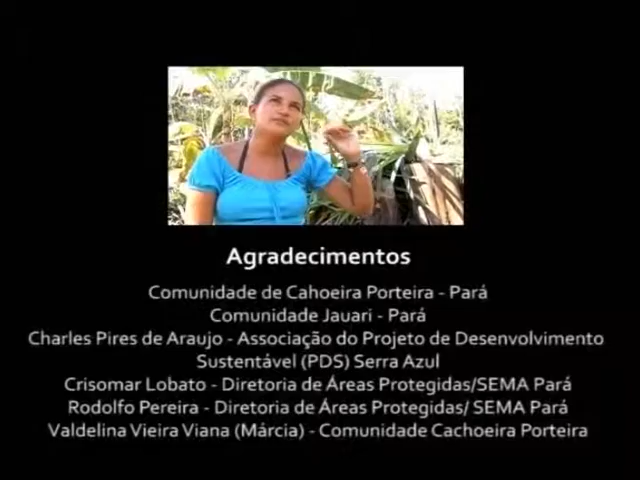 Agradecimentos
Comunidade de Cahoeira Porteira - Pará
Comunidade Jauari - Pará
Charles Pires de Araujo - Associação do Projeto de Desenvolvimento
Sustentável (PDS) Serra Azul
Crisomar Lobato - Diretoria de Áreas Protegidas/SEMA Pará
Rodolfo Pereira - Diretoria de Áreas Protegidas/ SEMA Pará
Valdelina Vieira Viana (Márcia) - Comunidade Cachoeira Porteira